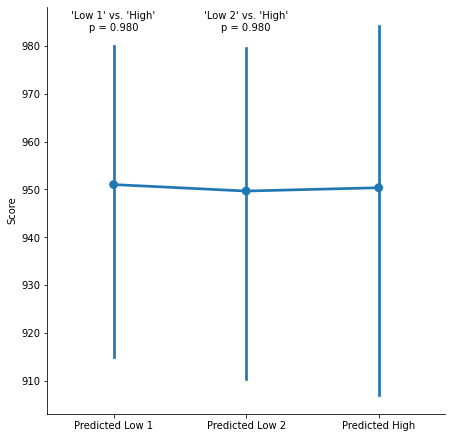 'Low 1' vs. 'High'
p = 0.980
'Low 2' vs. 'High'
p = 0.980
980
970
960
950
940
930
920
910
Score
Predicted Low 1
Predicted Low 2
Predicted High